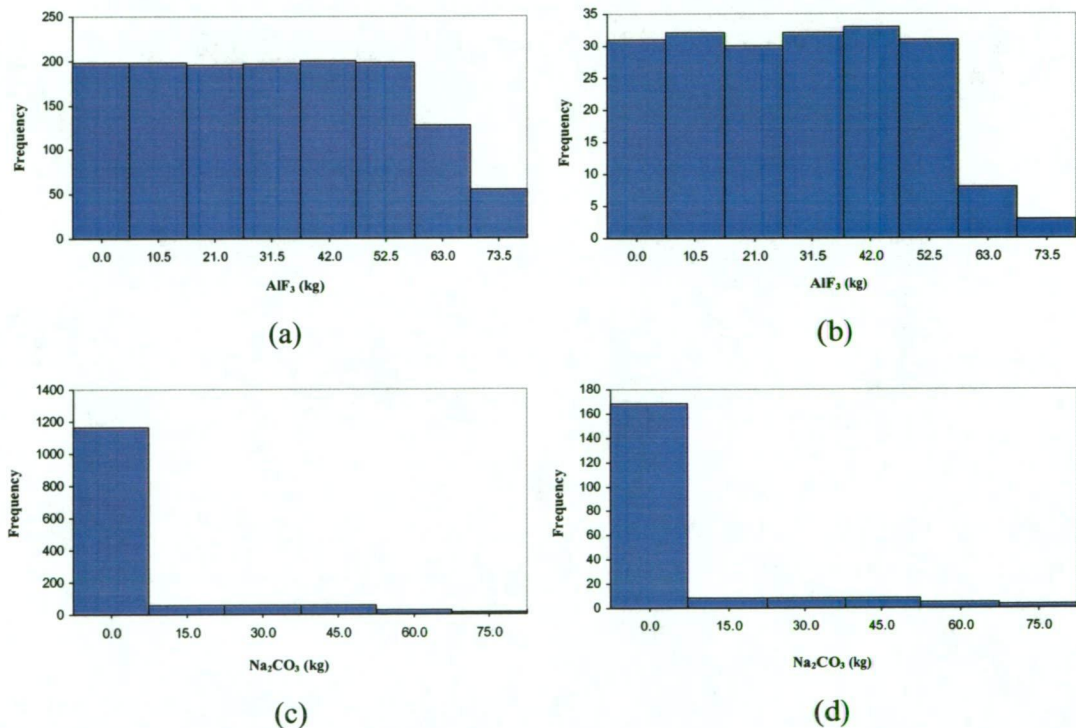 250
200
150
100
50
0
Frequency
0.0 10.5 21.0 31.5 42.0 52.5 63.0 73.5
AlF₃ (kg)
(a)
35
30
25
20
15
10
5
0
Frequency
0.0 10.5 21.0 31.5 42.0 52.5 63.0 73.5
AlF₃ (kg)
(b)
1400
1200
1000
800
600
400
200
0
Frequency
0.0 15.0 30.0 45.0 60.0 75.0
Na₂CO₃ (kg)
(c)
180
160
140
120
100
80
60
40
20
0
Frequency
0.0 15.0 30.0 45.0 60.0 75.0
Na₂CO₃ (kg)
(d)